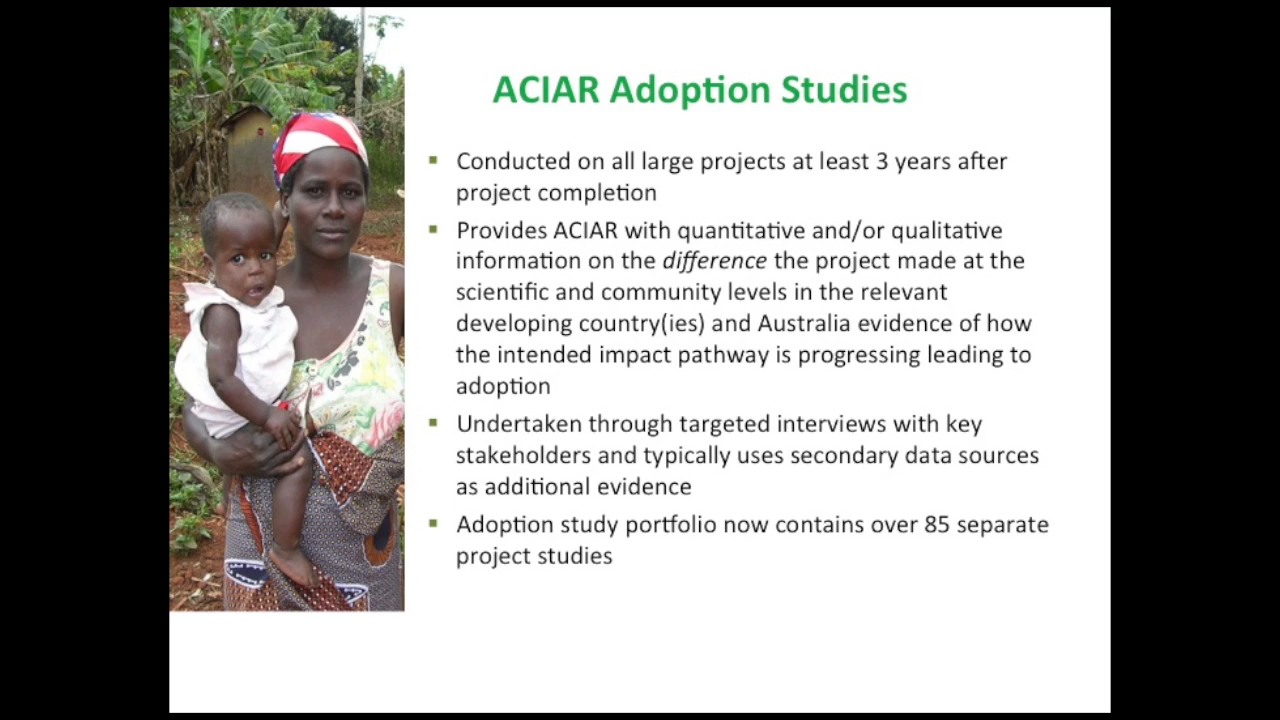 ACIAR Adoption Studies
▪ Conducted on all large projects at least 3 years after
project completion
▪ Provides ACIAR with quantitative and/or qualitative
information on the difference the project made at the
scientific and community levels in the relevant
developing country(ies) and Australia evidence of how
the intended impact pathway is progressing leading to
adoption
▪ Undertaken through targeted interviews with key
stakeholders and typically uses secondary data sources
as additional evidence
▪ Adoption study portfolio now contains over 85 separate
project studies